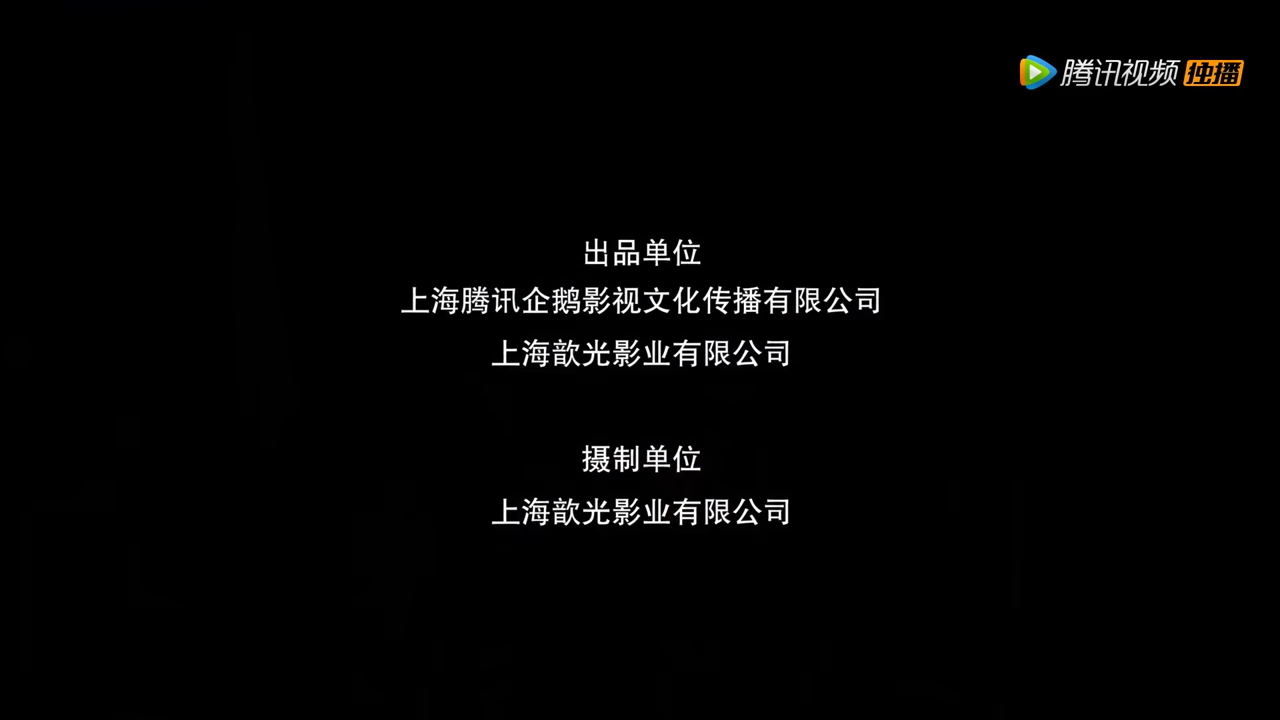 腾讯视频 独播
出品单位
上海腾讯企鹅影视文化传播有限公司
上海歆光影业有限公司
摄制单位
上海歆光影业有限公司